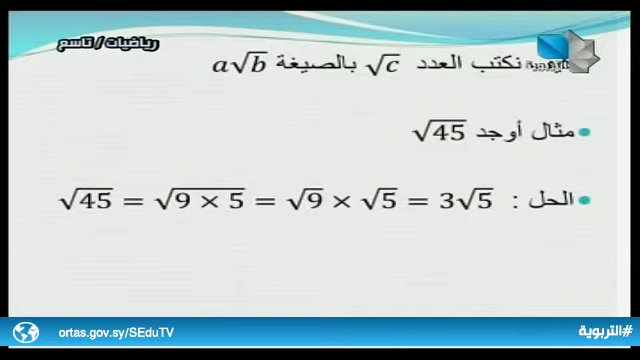 رياضيات / تاسع
نكتب العدد √c بالصيغة a√b
مثال أوجد √45
الحل : √45 = √(9 × 5) = √9 × √5 = 3√5
ortas.gov.sy/SEduTV
#التربوية